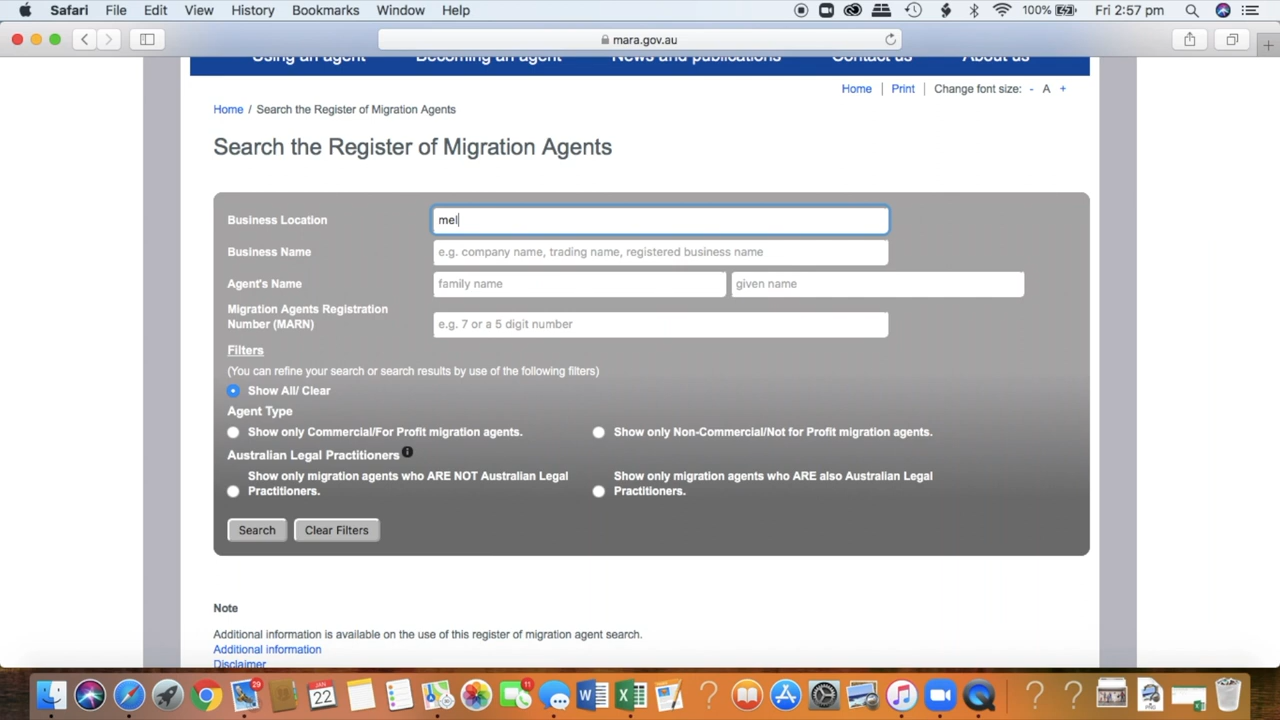 Safari File Edit View History Bookmarks Window Help 100% Fri 2:57 pm
mara.gov.au
Using an agent Becoming an agent News and publications Contact us About us
Home | Print | Change font size: - A +
Home / Search the Register of Migration Agents
Search the Register of Migration Agents
Business Location mel
Business Name e.g. company name, trading name, registered business name
Agent's Name family name given name
Migration Agents Registration
Number (MARN) e.g. 7 or a 5 digit number
Filters
(You can refine your search or search results by use of the following filters)
Show All/ Clear
Agent Type
Show only Commercial/For Profit migration agents. Show only Non-Commercial/Not for Profit migration agents.
Australian Legal Practitioners
Show only migration agents who ARE NOT Australian Legal Show only migration agents who ARE also Australian Legal
Practitioners. Practitioners.
Search Clear Filters
Note
Additional information is available on the use of this register of migration agent search.
Additional information
Disclaimer
29 JAN 22 11